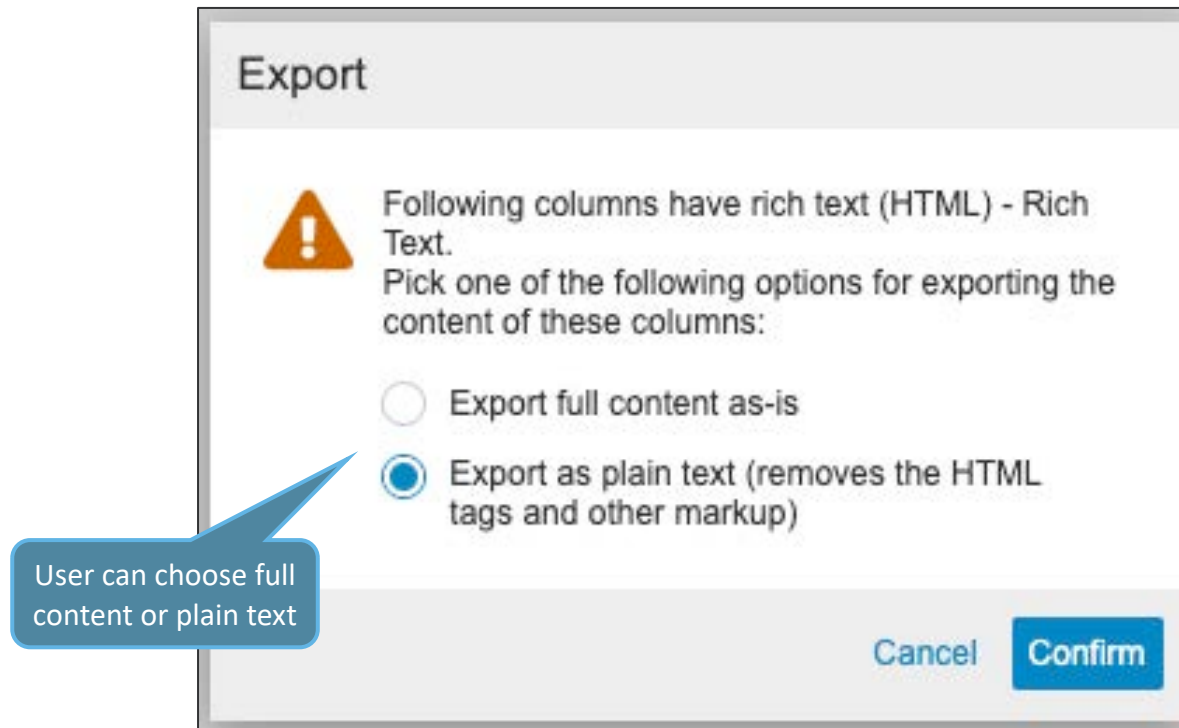 Export
Following columns have rich text (HTML) - Rich
Text.
Pick one of the following options for exporting the
content of these columns:
Export full content as-is
Export as plain text (removes the HTML
tags and other markup)
User can choose full
content or plain text
Cancel
Confirm